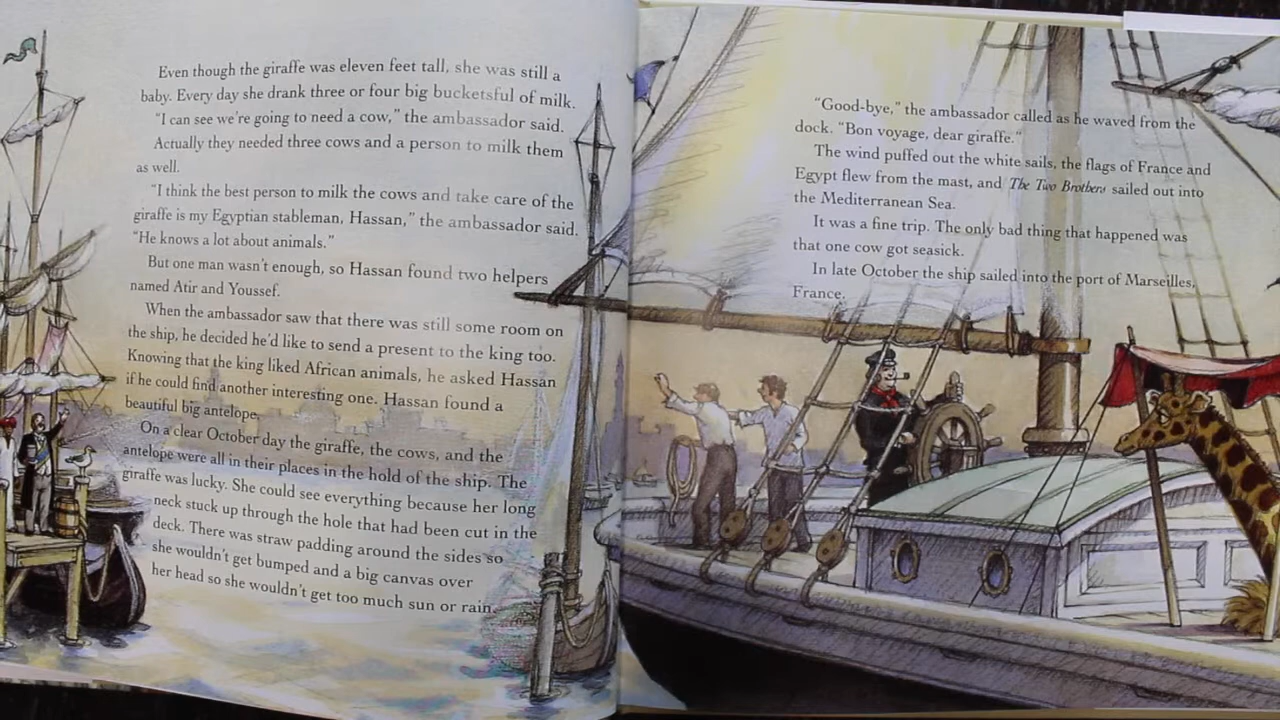 Even though the giraffe was eleven feet tall, she was still a
baby. Every day she drank three or four big bucketsful of milk.
"I can see we're going to need a cow," the ambassador said.
Actually they needed three cows and a person to milk them
as well.
"I think the best person to milk the cows and take care of the
giraffe is my Egyptian stableman, Hassan," the ambassador said.
"He knows a lot about animals."
But one man wasn't enough, so Hassan found two helpers
named Atir and Youssef.
When the ambassador saw that there was still some room on
the ship, he decided he'd like to send a present to the king too.
Knowing that the king liked African animals, he asked Hassan
if he could find another interesting one. Hassan found a
beautiful big antelope.
On a clear October day the giraffe, the cows, and the
antelope were all in their places in the hold of the ship. The
giraffe was lucky. She could see everything because her long
neck stuck up through the hole that had been cut in the
deck. There was straw padding around the sides so
she wouldn't get bumped and a big canvas over
her head so she wouldn't get too much sun or rain.
"Good-bye," the ambassador called as he waved from the
dock. "Bon voyage, dear giraffe."
The wind puffed out the white sails, the flags of France and
Egypt flew from the mast, and The Two Brothers sailed out into
the Mediterranean Sea.
It was a fine trip. The only bad thing that happened was
that one cow got seasick.
In late October the ship sailed into the port of Marseilles,
France.